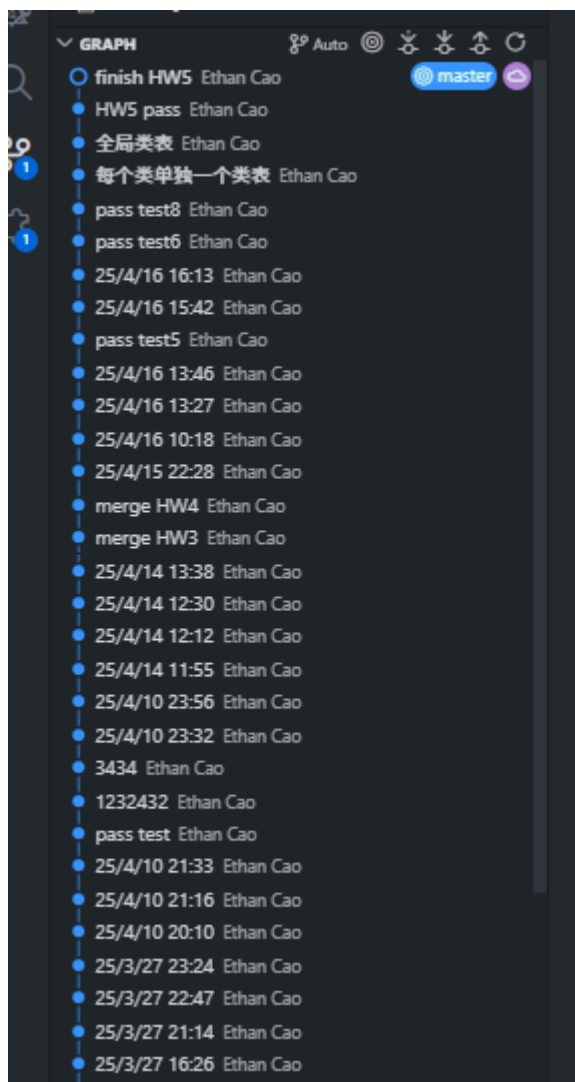 GRAPH Auto
finish HW5 Ethan Cao master
HW5 pass Ethan Cao
全局类表 Ethan Cao
每个类单独一个类表 Ethan Cao
pass test8 Ethan Cao
pass test6 Ethan Cao
25/4/16 16:13 Ethan Cao
25/4/16 15:42 Ethan Cao
pass test5 Ethan Cao
25/4/16 13:46 Ethan Cao
25/4/16 13:27 Ethan Cao
25/4/16 10:18 Ethan Cao
25/4/15 22:28 Ethan Cao
merge HW4 Ethan Cao
merge HW3 Ethan Cao
25/4/14 13:38 Ethan Cao
25/4/14 12:30 Ethan Cao
25/4/14 12:12 Ethan Cao
25/4/14 11:55 Ethan Cao
25/4/10 23:56 Ethan Cao
25/4/10 23:32 Ethan Cao
3434 Ethan Cao
1232432 Ethan Cao
pass test Ethan Cao
25/4/10 21:33 Ethan Cao
25/4/10 21:16 Ethan Cao
25/4/10 20:10 Ethan Cao
25/3/27 23:24 Ethan Cao
25/3/27 22:47 Ethan Cao
25/3/27 21:14 Ethan Cao
25/3/27 16:26 Ethan Cao
1
1